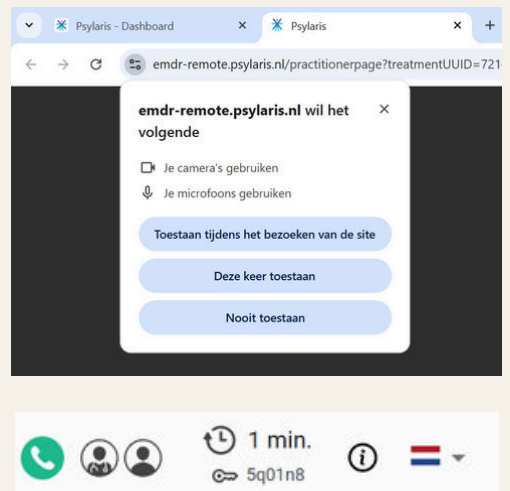 Psylaris - Dashboard
Psylaris
emdr-remote.psylaris.nl/practitionerpage?treatmentUUID=721
emdr-remote.psylaris.nl wil het
volgende
Je camera's gebruiken
Je microfoons gebruiken
Toestaan tijdens het bezoeken van de site
Deze keer toestaan
Nooit toestaan
1 min.
5q01n8